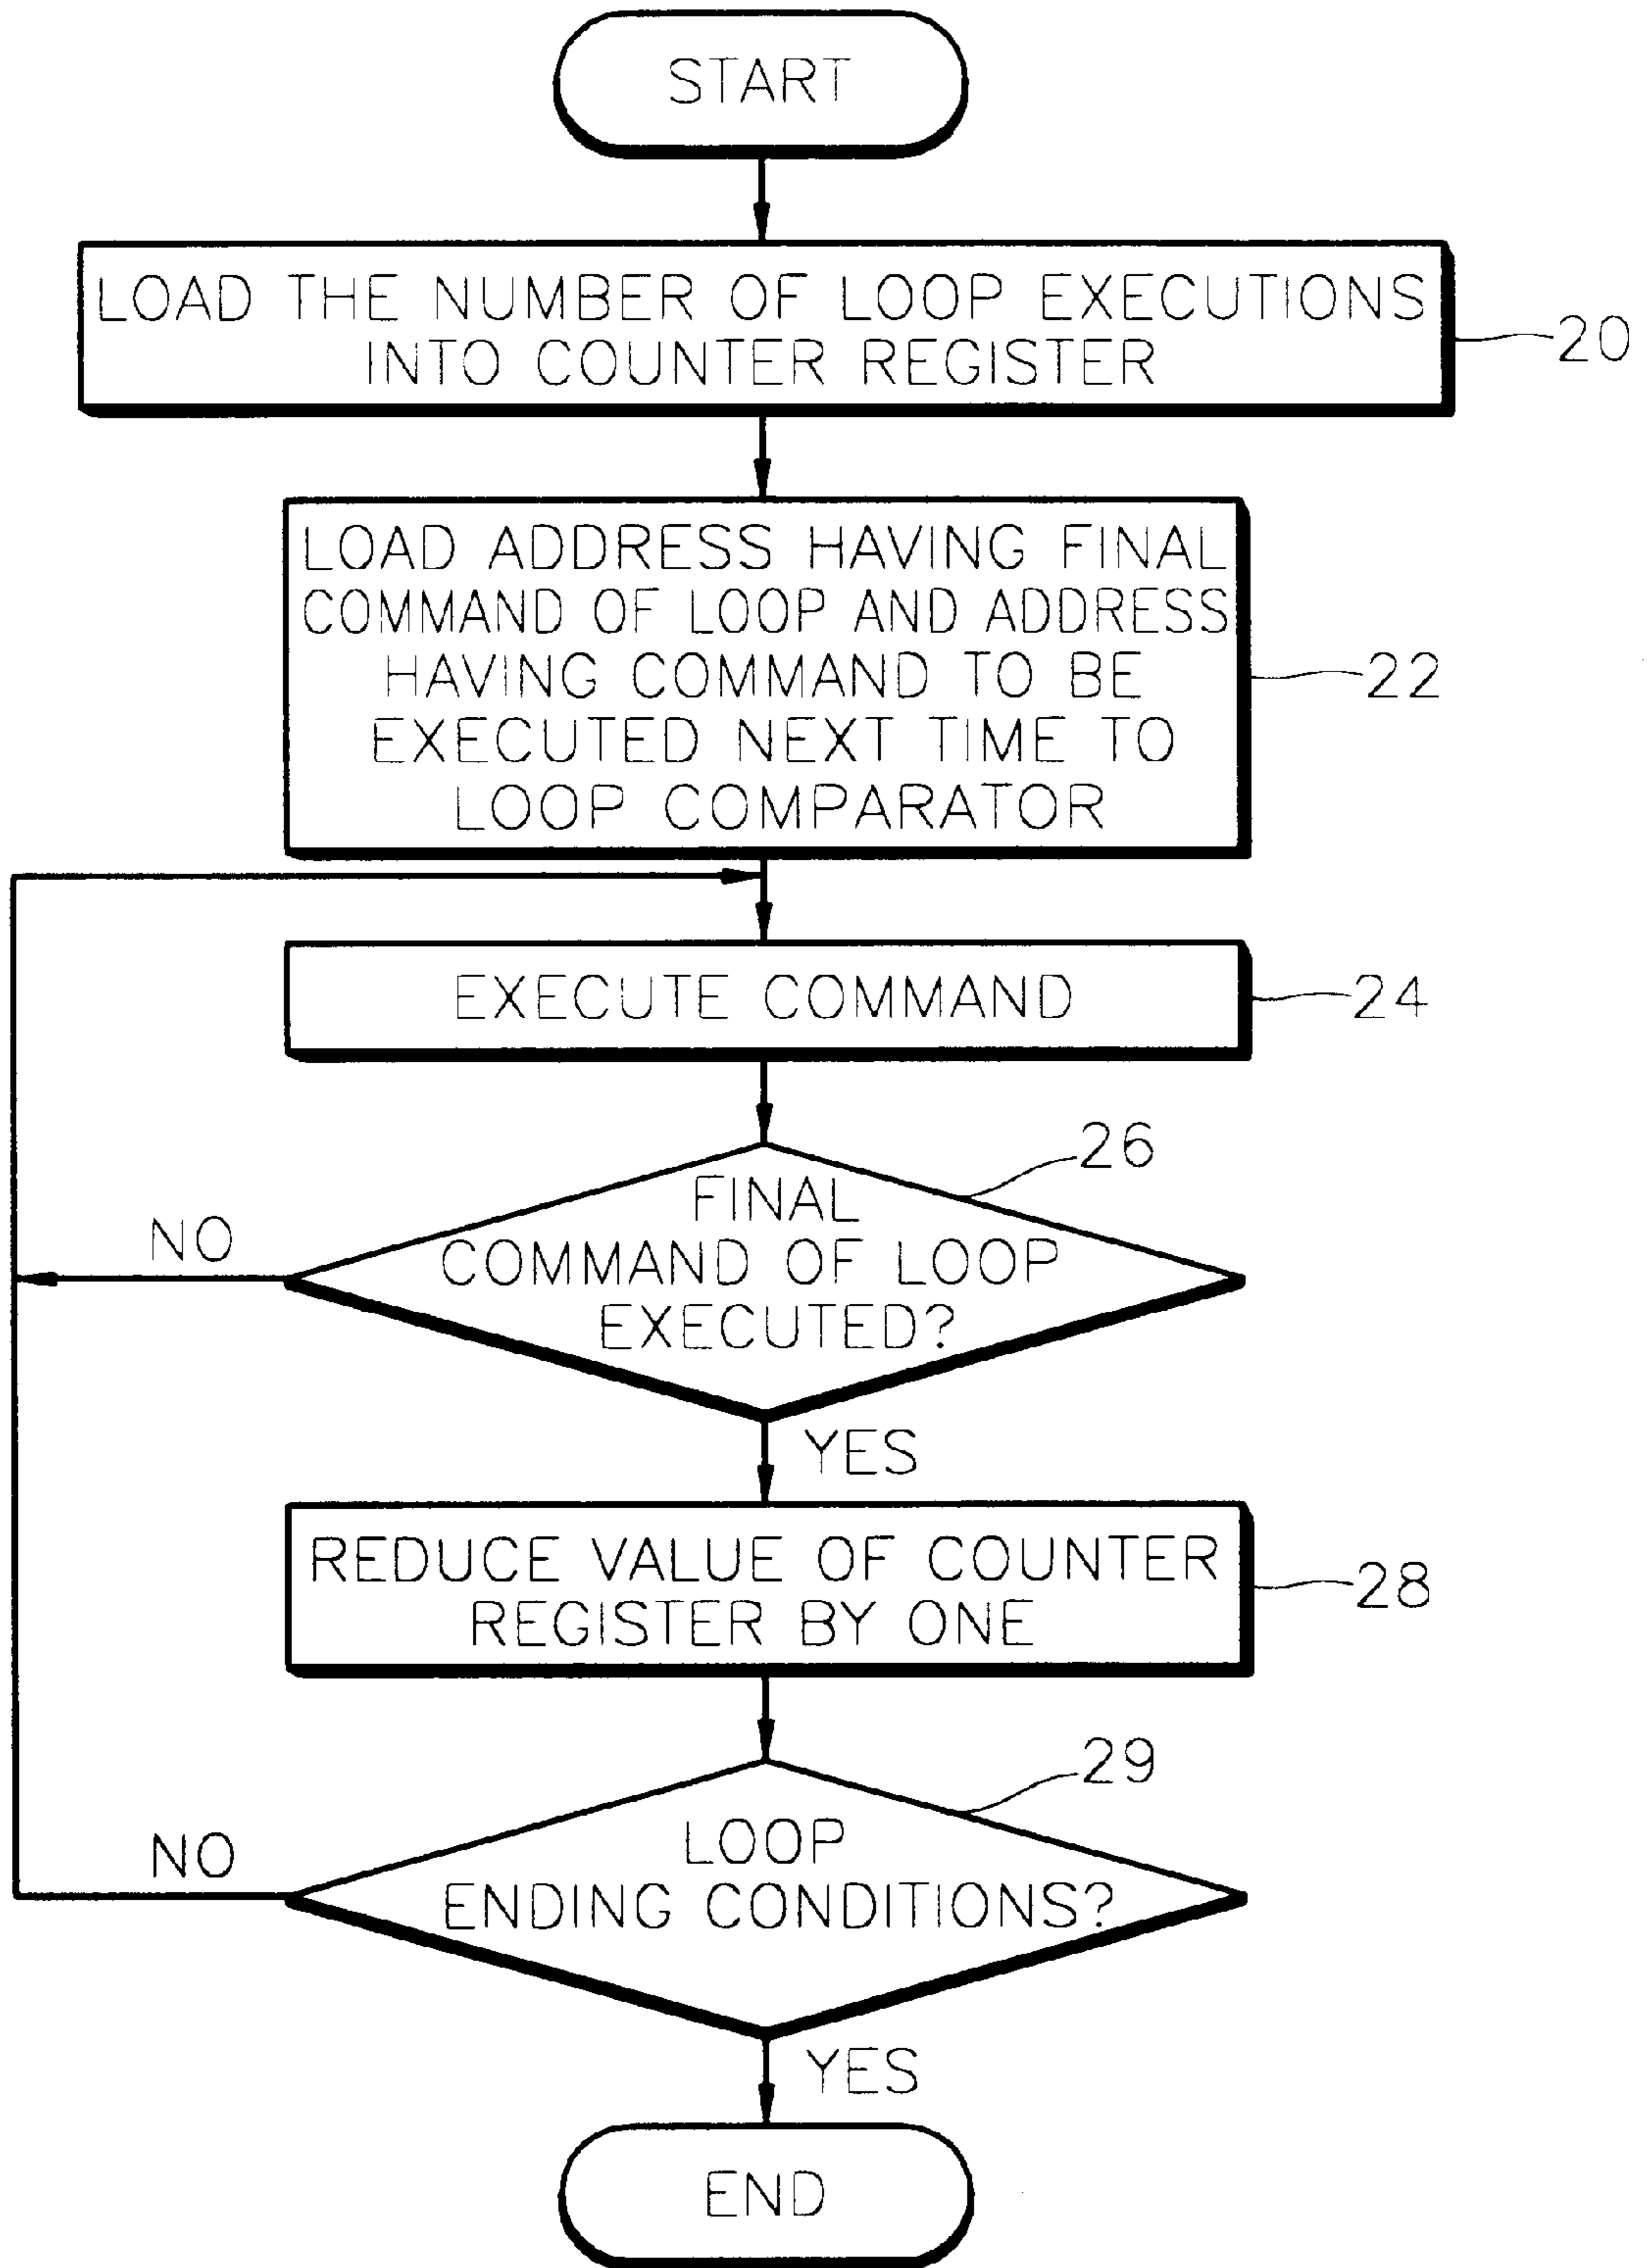 START
LOAD THE NUMBER OF LOOP EXECUTIONS
INTO COUNTER REGISTER
20
LOAD ADDRESS HAVING FINAL
COMMAND OF LOOP AND ADDRESS
HAVING COMMAND TO BE
EXECUTED NEXT TIME TO
LOOP COMPARATOR
22
EXECUTE COMMAND
24
26
FINAL
COMMAND OF LOOP
EXECUTED?
NO
YES
REDUCE VALUE OF COUNTER
REGISTER BY ONE
28
29
LOOP
ENDING CONDITIONS?
NO
YES
END